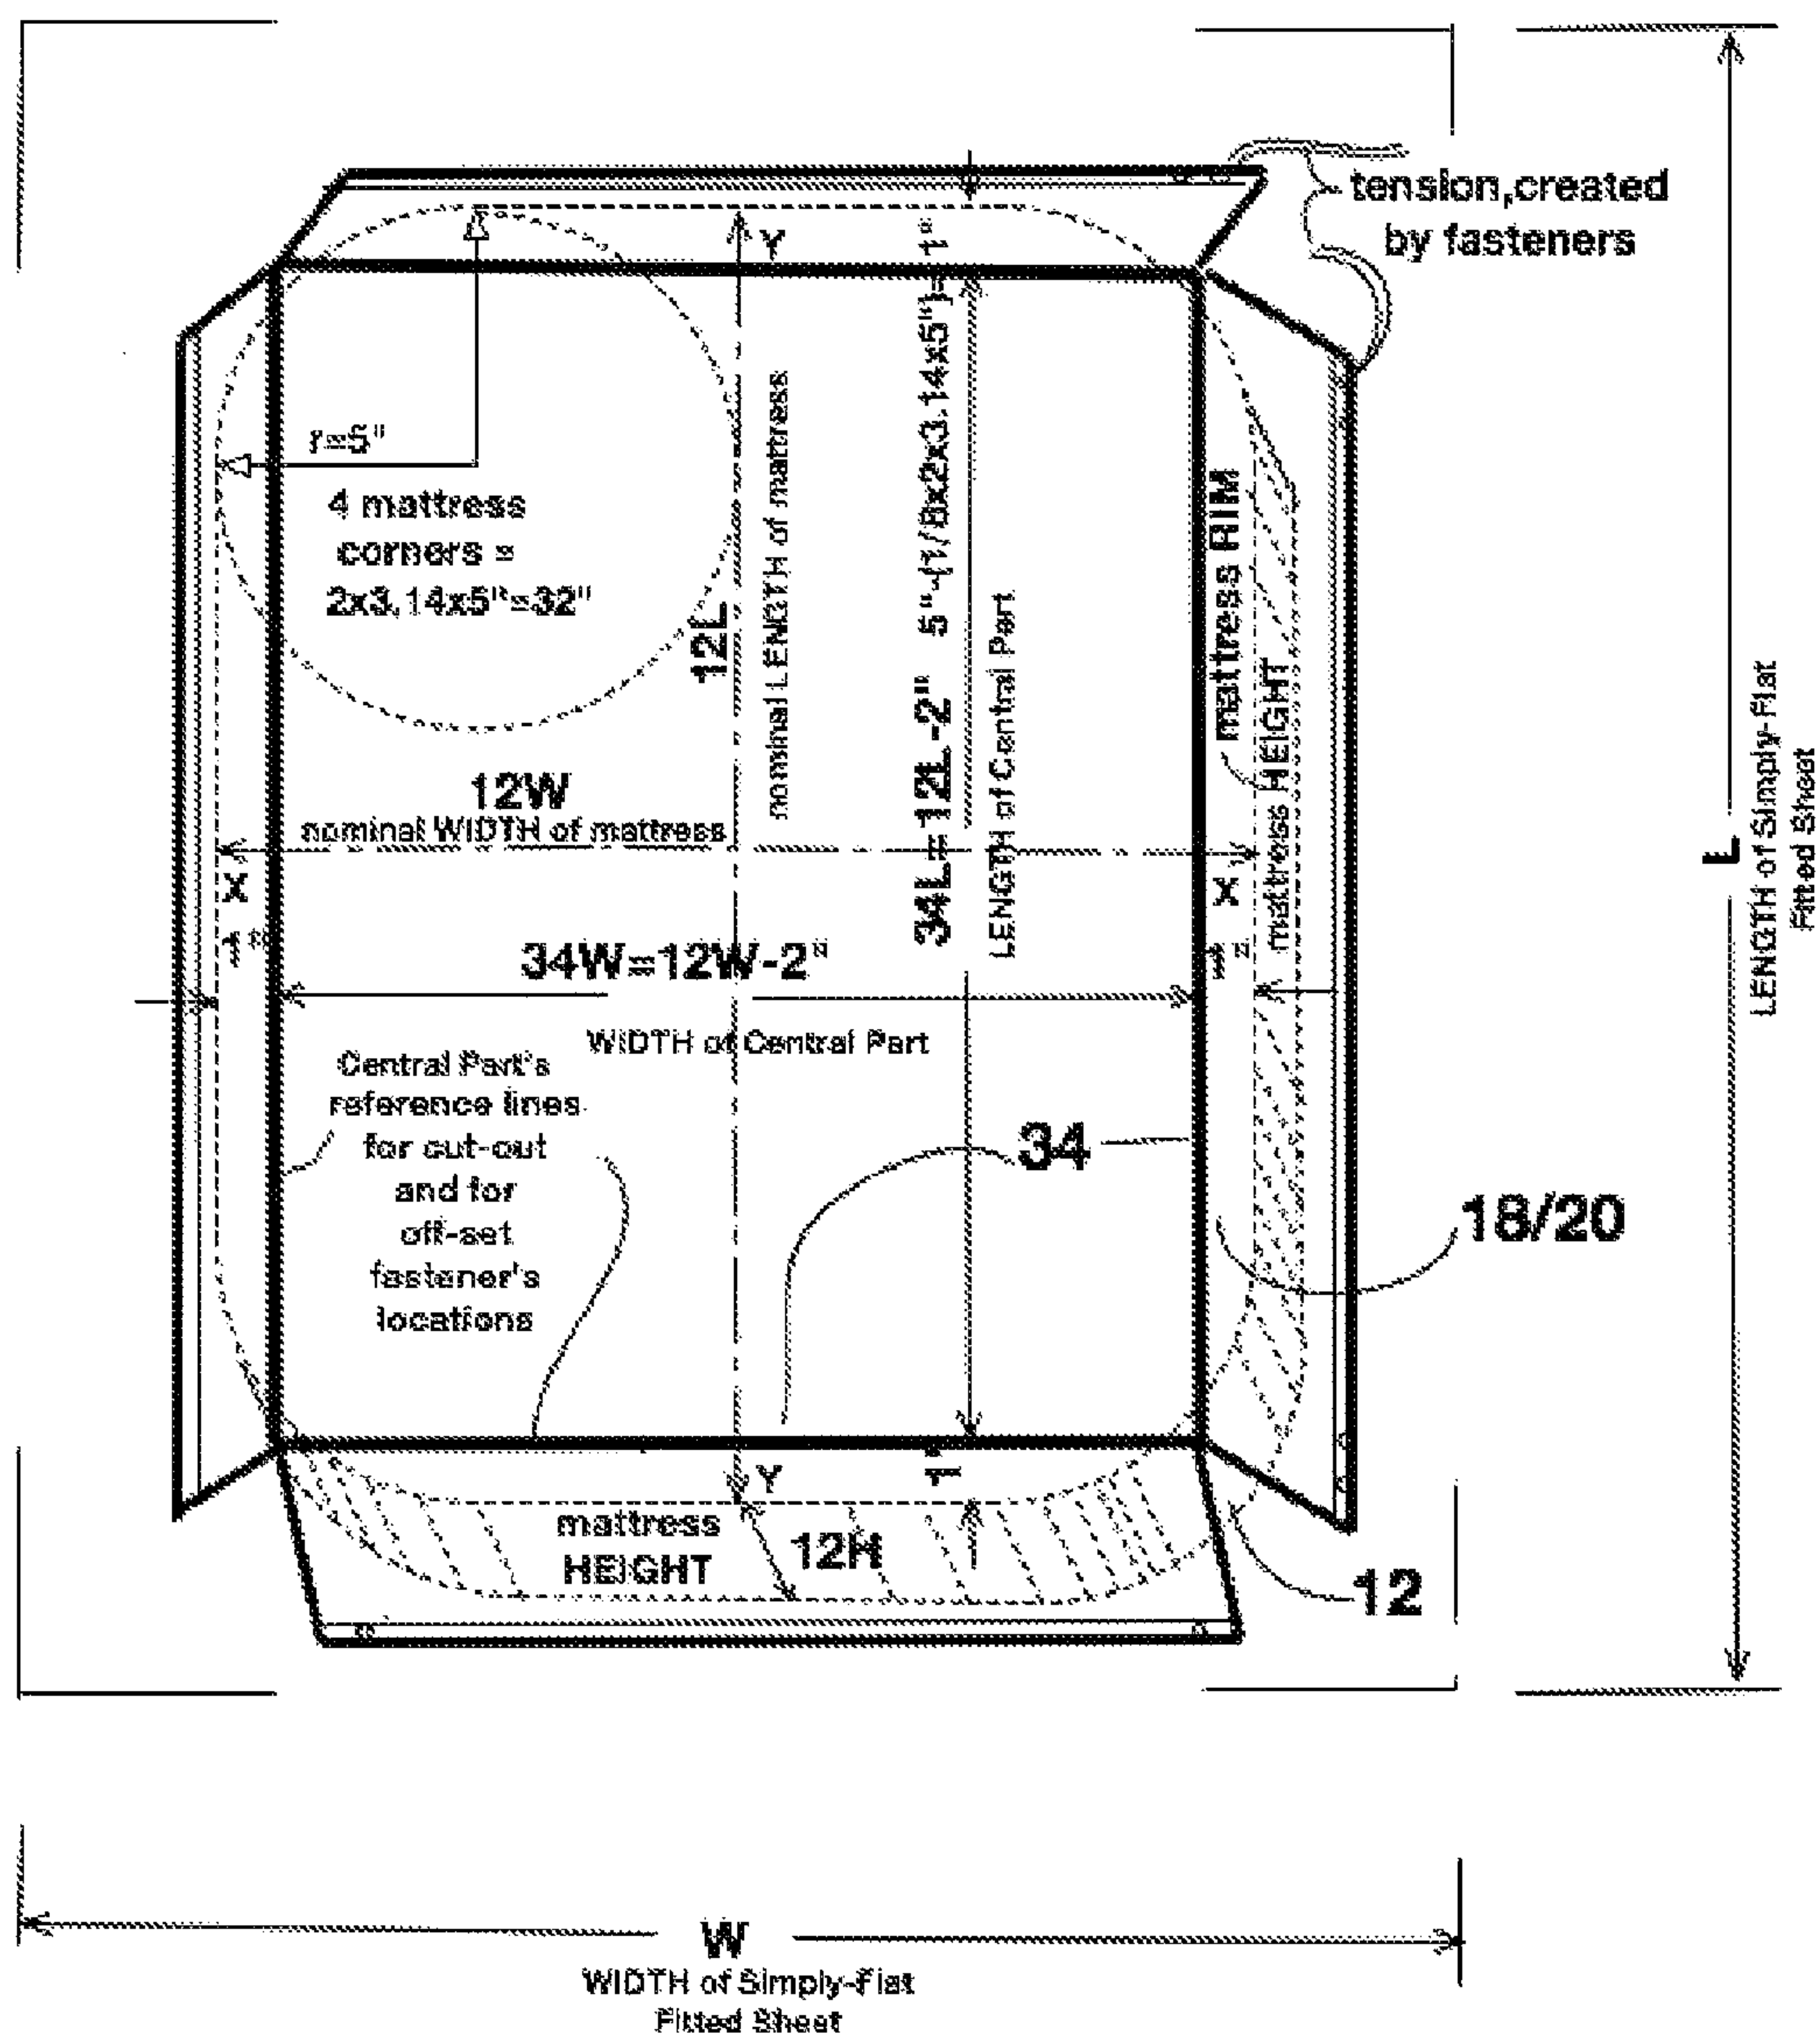 tension,created
by fasteners
Y
1"
r=5"
4 mattress
corners =
2x3.14x5"=32"
12L
nominal LENGTH of mattress
34L=12L-2" 5"-(1/8x2x3.14x5")=1"
LENGTH of Central Part
mattress RIM
mattress HEIGHT
12W
nominal WIDTH of mattress
X
1"
X
1"
34W=12W-2"
WIDTH of Central Part
L
LENGTH of Simply-Flat
Fitted Sheet
Central Part's
reference lines
for cut-out
and for
off-set
fastener's
locations
34
18/20
Y
mattress
HEIGHT
12H
12
W
WIDTH of Simply-Flat
Fitted Sheet